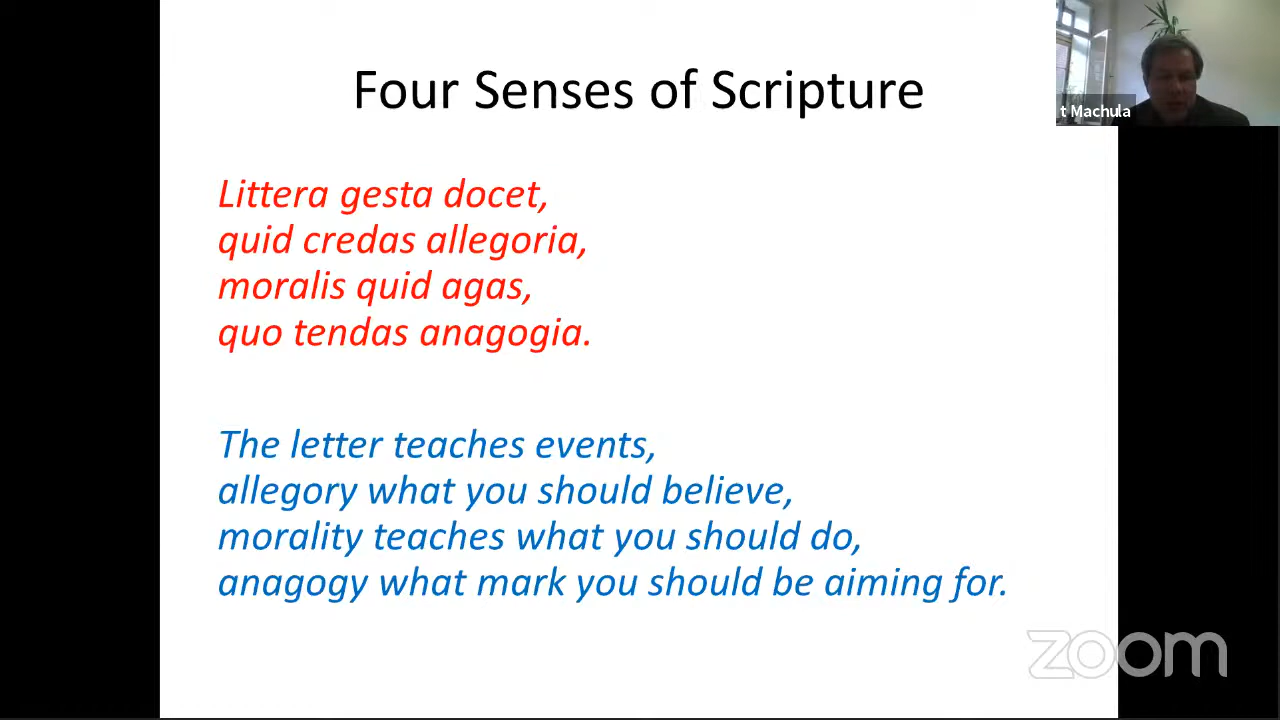 Four Senses of Scripture
t Machula
Littera gesta docet,
quid credas allegoria,
moralis quid agas,
quo tendas anagogia.
The letter teaches events,
allegory what you should believe,
morality teaches what you should do,
anagogy what mark you should be aiming for.
zoom